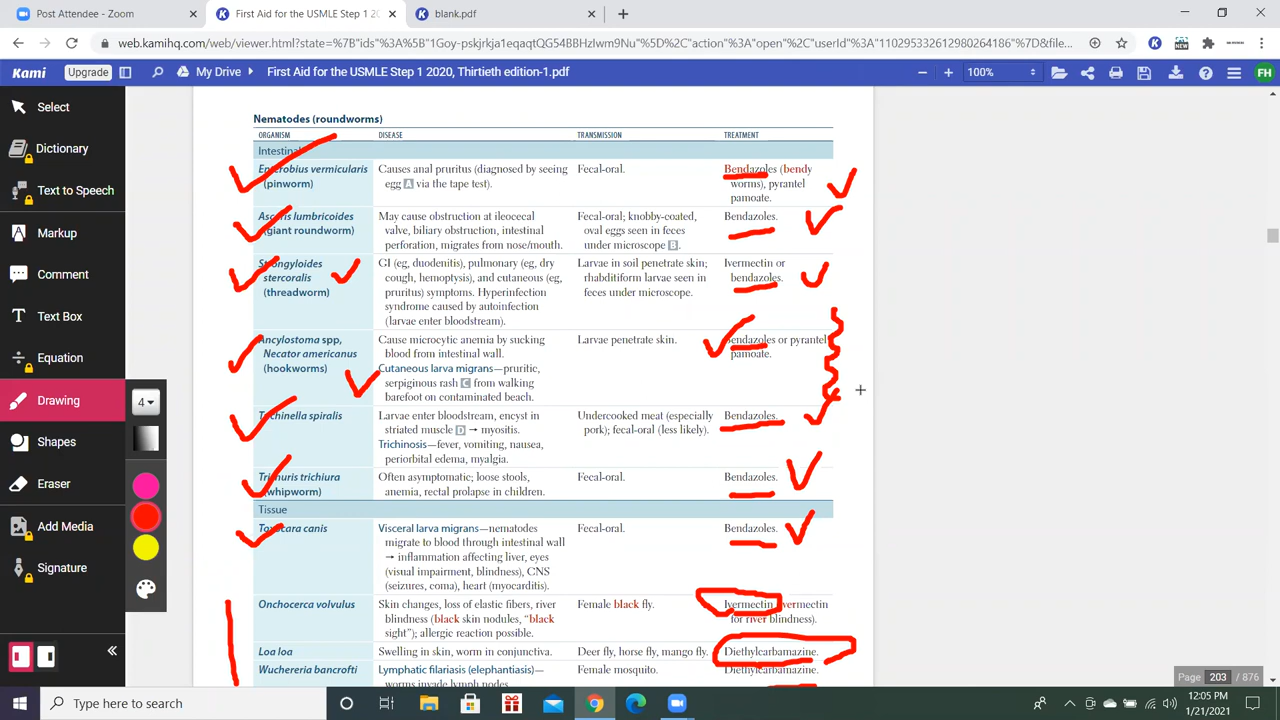 Post Attendee - Zoom
First Aid for the USMLE Step 1 2
blank.pdf
web.kamihq.com/web/viewer.html?state=%7B"ids"%3A%5B"1Goy-pskjxkja1eqaqtQG54BBHzlwm9Nu"%5D%2C"action"%3A"open"%2C"userId"%3A"110295332612980264186"%7D&file...
Kami
Upgrade
My Drive
First Aid for the USMLE Step 1 2020, Thirtieth edition-1.pdf
100%
FH
Select
Dictionary
Text to Speech
Markup
Comment
Text Box
Equation
Drawing
Shapes
Eraser
Add Media
Signature
4
Nematodes (roundworms)
ORGANISM DISEASE TRANSMISSION TREATMENT
Intestinal
Enterobius vermicularis
(pinworm)
Causes anal pruritus (diagnosed by seeing
egg A via the tape test).
Fecal-oral.
Bendazoles (bendy
worms), pyrantel
pamoate.
Ascaris lumbricoides
(giant roundworm)
May cause obstruction at ileocecal
valve, biliary obstruction, intestinal
perforation, migrates from nose/mouth.
Fecal-oral; knobby-coated,
oval eggs seen in feces
under microscope B.
Bendazoles.
Strongyloides
stercoralis
(threadworm)
GI (eg, duodenitis), pulmonary (eg, dry
cough, hemoptysis), and cutaneous (eg,
pruritus) symptoms. Hyperinfection
syndrome caused by autoinfection
(larvae enter bloodstream).
Larvae in soil penetrate skin;
rhabditiform larvae seen in
feces under microscope.
Ivermectin or
bendazoles.
Ancylostoma spp,
Necator americanus
(hookworms)
Cause microcytic anemia by sucking
blood from intestinal wall.
Cutaneous larva migrans—pruritic,
serpiginous rash C from walking
barefoot on contaminated beach.
Larvae penetrate skin.
Bendazoles or pyrantel
pamoate.
Trichinella spiralis
Larvae enter bloodstream, encyst in
striated muscle D → myositis.
Trichinosis—fever, vomiting, nausea,
periorbital edema, myalgia.
Undercooked meat (especially
pork); fecal-oral (less likely).
Bendazoles.
Trichuris trichiura
(whipworm)
Often asymptomatic; loose stools,
anemia, rectal prolapse in children.
Fecal-oral.
Bendazoles.
Tissue
Toxocara canis
Visceral larva migrans—nematodes
migrate to blood through intestinal wall
→ inflammation affecting liver, eyes
(visual impairment, blindness), CNS
(seizures, coma), heart (myocarditis).
Fecal-oral.
Bendazoles.
Onchocerca volvulus
Skin changes, loss of elastic fibers, river
blindness (black skin nodules, "black
sight"); allergic reaction possible.
Female black fly.
Ivermectin (ivermectin
for river blindness).
Loa loa
Swelling in skin, worm in conjunctiva.
Deer fly, horse fly, mango fly.
Diethylcarbamazine.
Wuchereria bancrofti
Lymphatic filariasis (elephantiasis)—
worms invade lymph nodes
Female mosquito.
Diethylcarbamazine.
Page 203 / 876
Type here to search
12:05 PM
1/21/2021